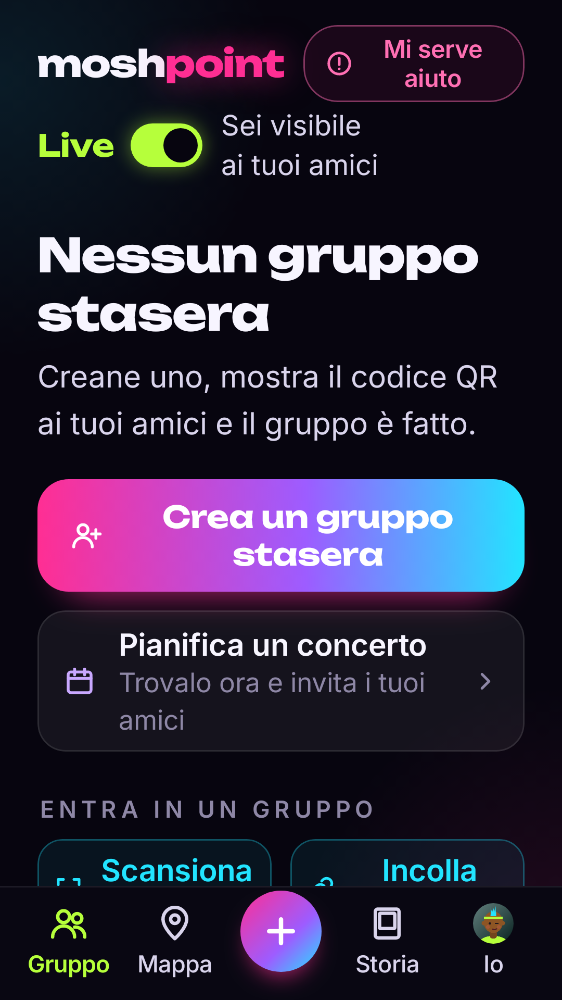 moshpoint
Mi serve
aiuto
Live
Sei visibile
ai tuoi amici
Nessun gruppo
stasera
Creane uno, mostra il codice QR
ai tuoi amici e il gruppo è fatto.
Crea un gruppo
stasera
Pianifica un concerto
Trovalo ora e invita i tuoi
amici
ENTRA IN UN GRUPPO
Scansiona
Incolla
Gruppo
Mappa
Storia
Io